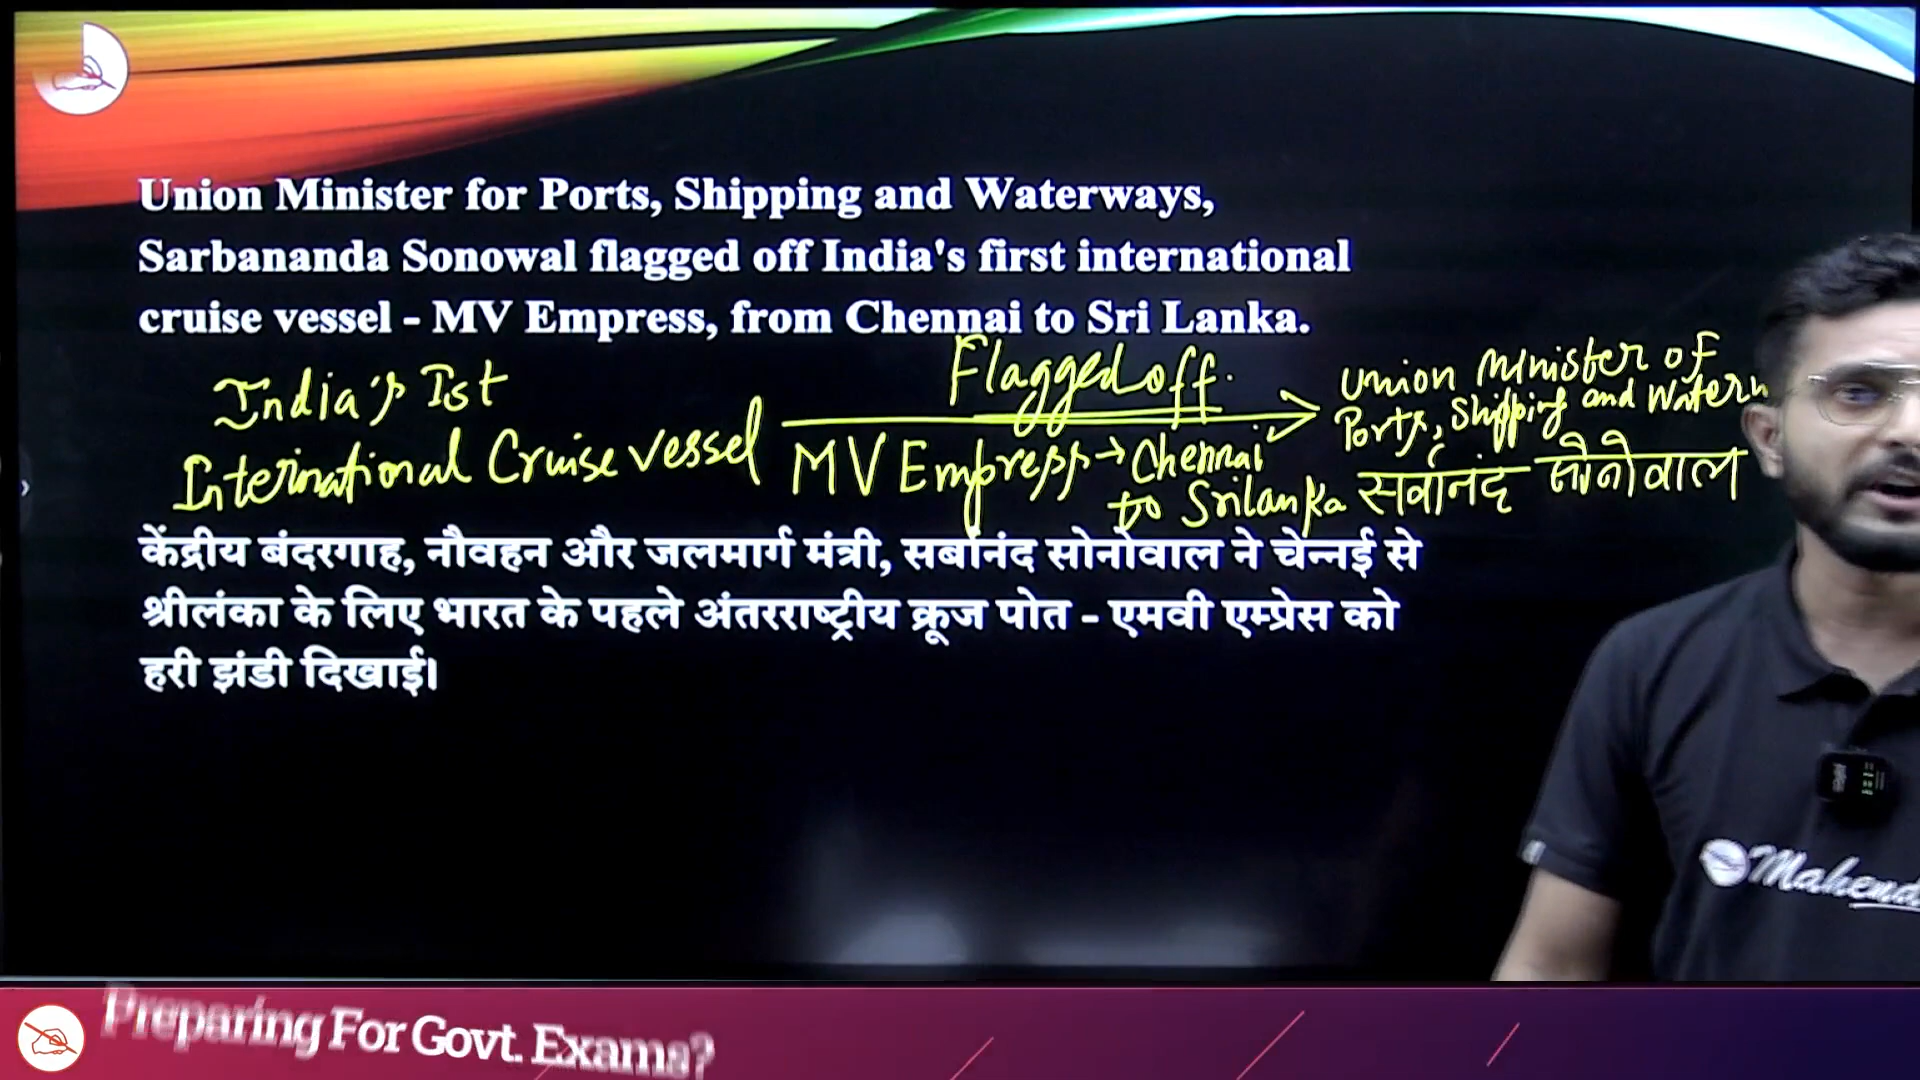 Union Minister for Ports, Shipping and Waterways,
Sarbananda Sonowal flagged off India's first international
cruise vessel - MV Empress, from Chennai to Sri Lanka.
India's Ist
International Cruise vessel
Flagged off.
MV Empress → Chennai
to Srilanka
Union Minister of
Ports, Shipping and Waterw
सर्वानंद सोनोवाल
केंद्रीय बंदरगाह, नौवहन और जलमार्ग मंत्री, सर्बानंद सोनोवाल ने चेन्नई से
श्रीलंका के लिए भारत के पहले अंतरराष्ट्रीय क्रूज पोत - एमवी एम्प्रेस को
हरी झंडी दिखाई।
Mahend
Preparing For Govt. Exams?